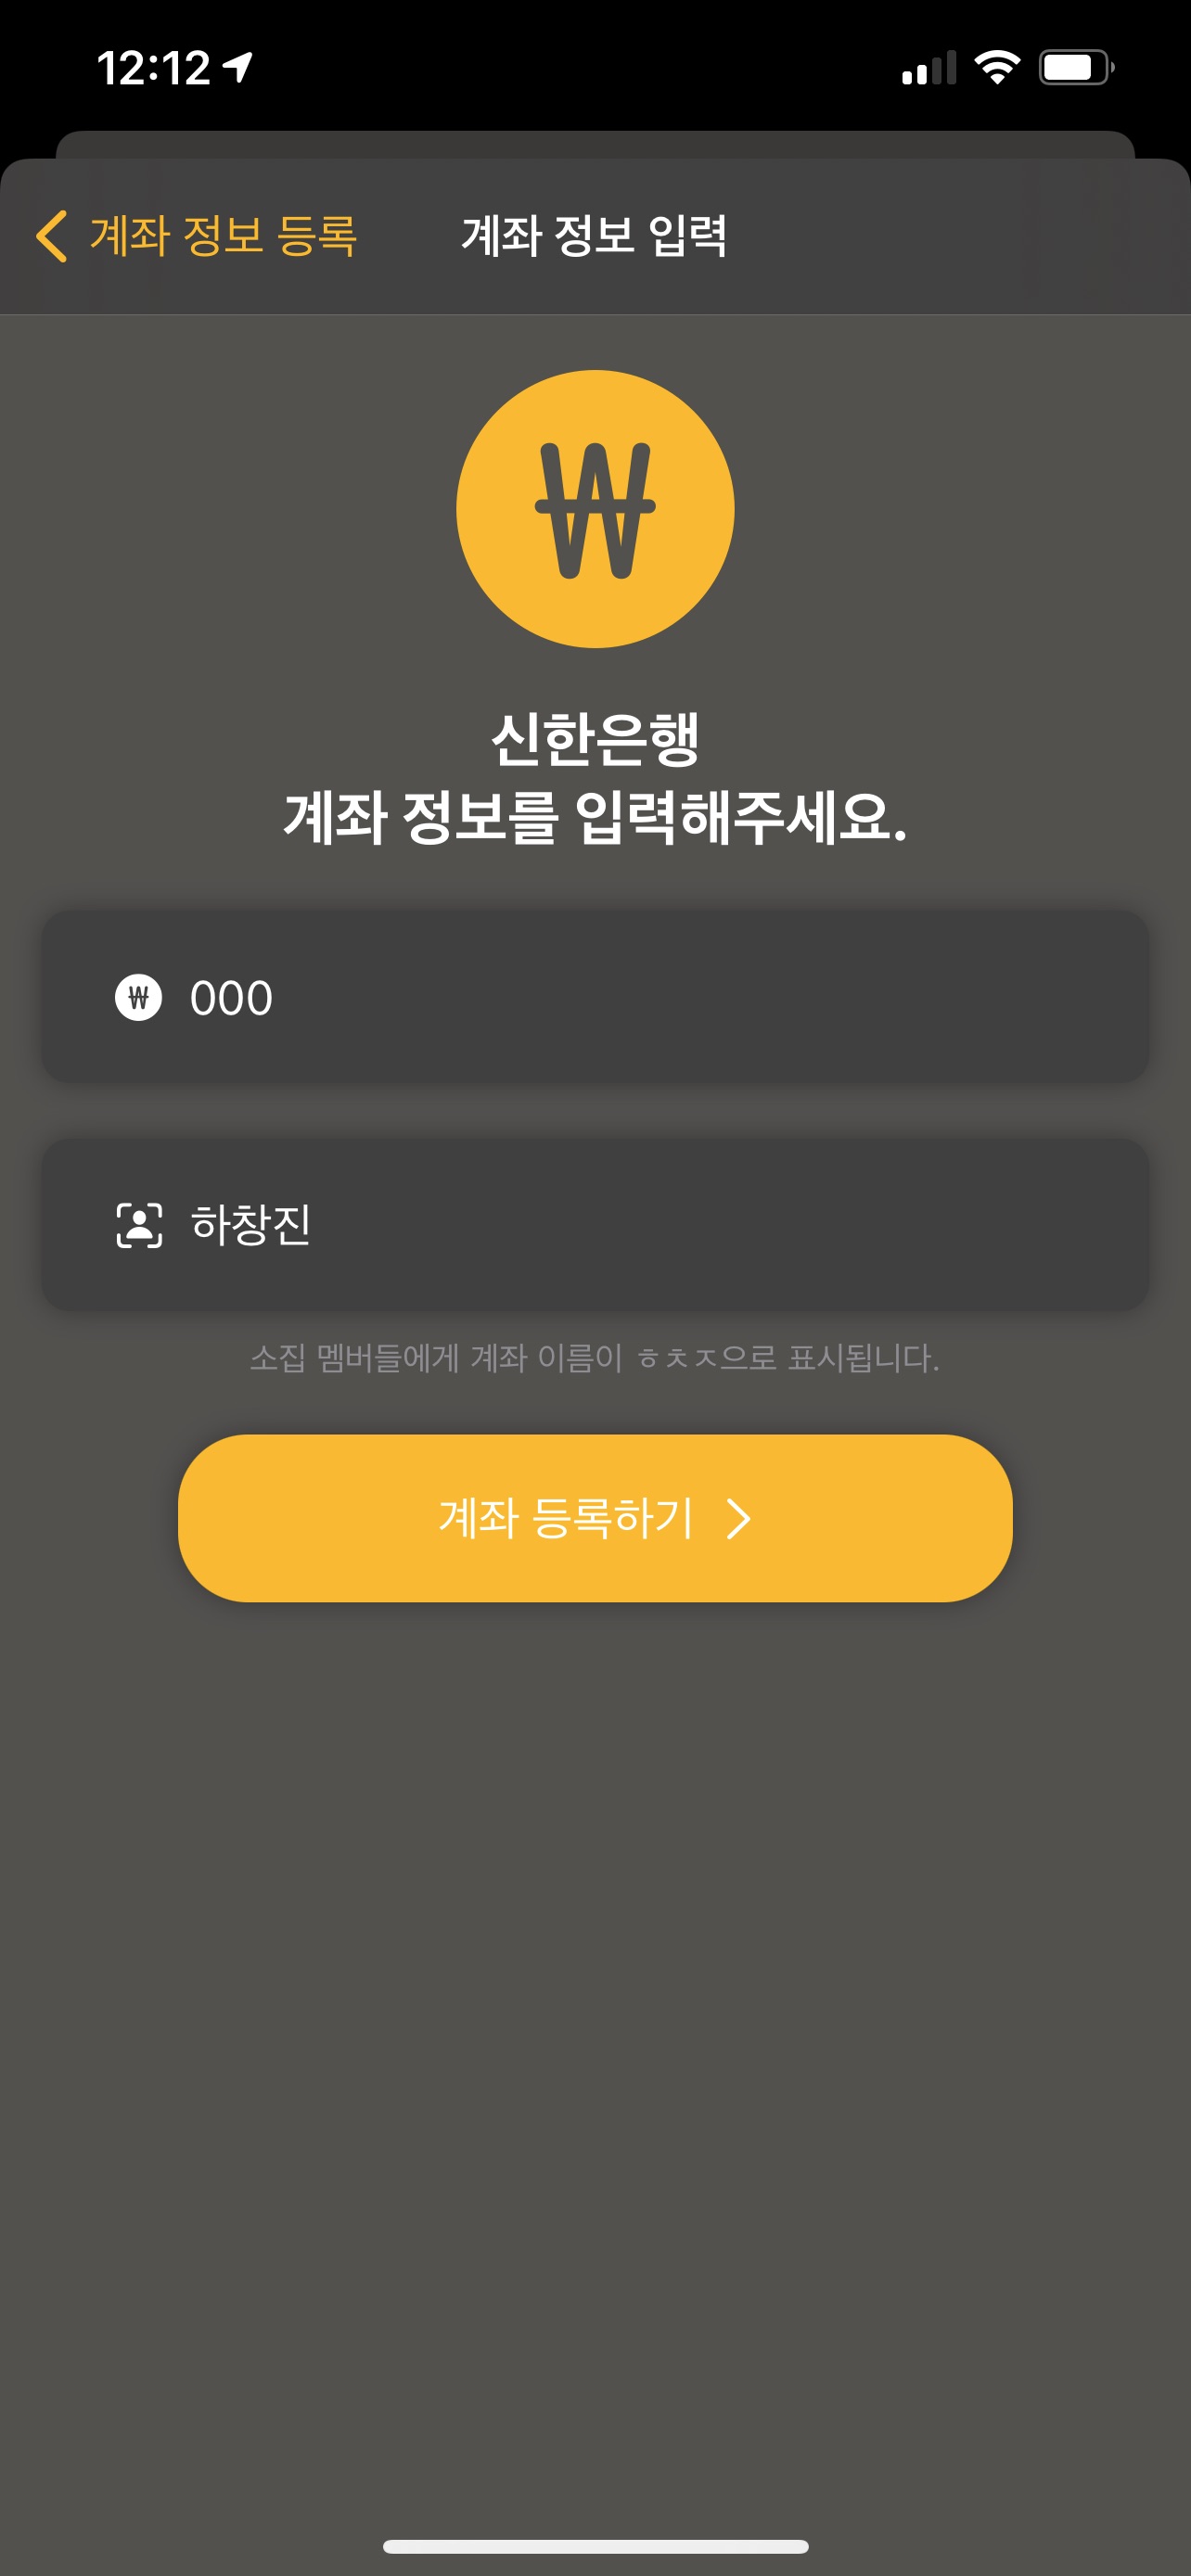 12:12
계좌 정보 등록
계좌 정보 입력
₩
신한은행
계좌 정보를 입력해주세요.
₩ 000
하창진
소집 멤버들에게 계좌 이름이 ㅎㅊㅈ으로 표시됩니다.
계좌 등록하기